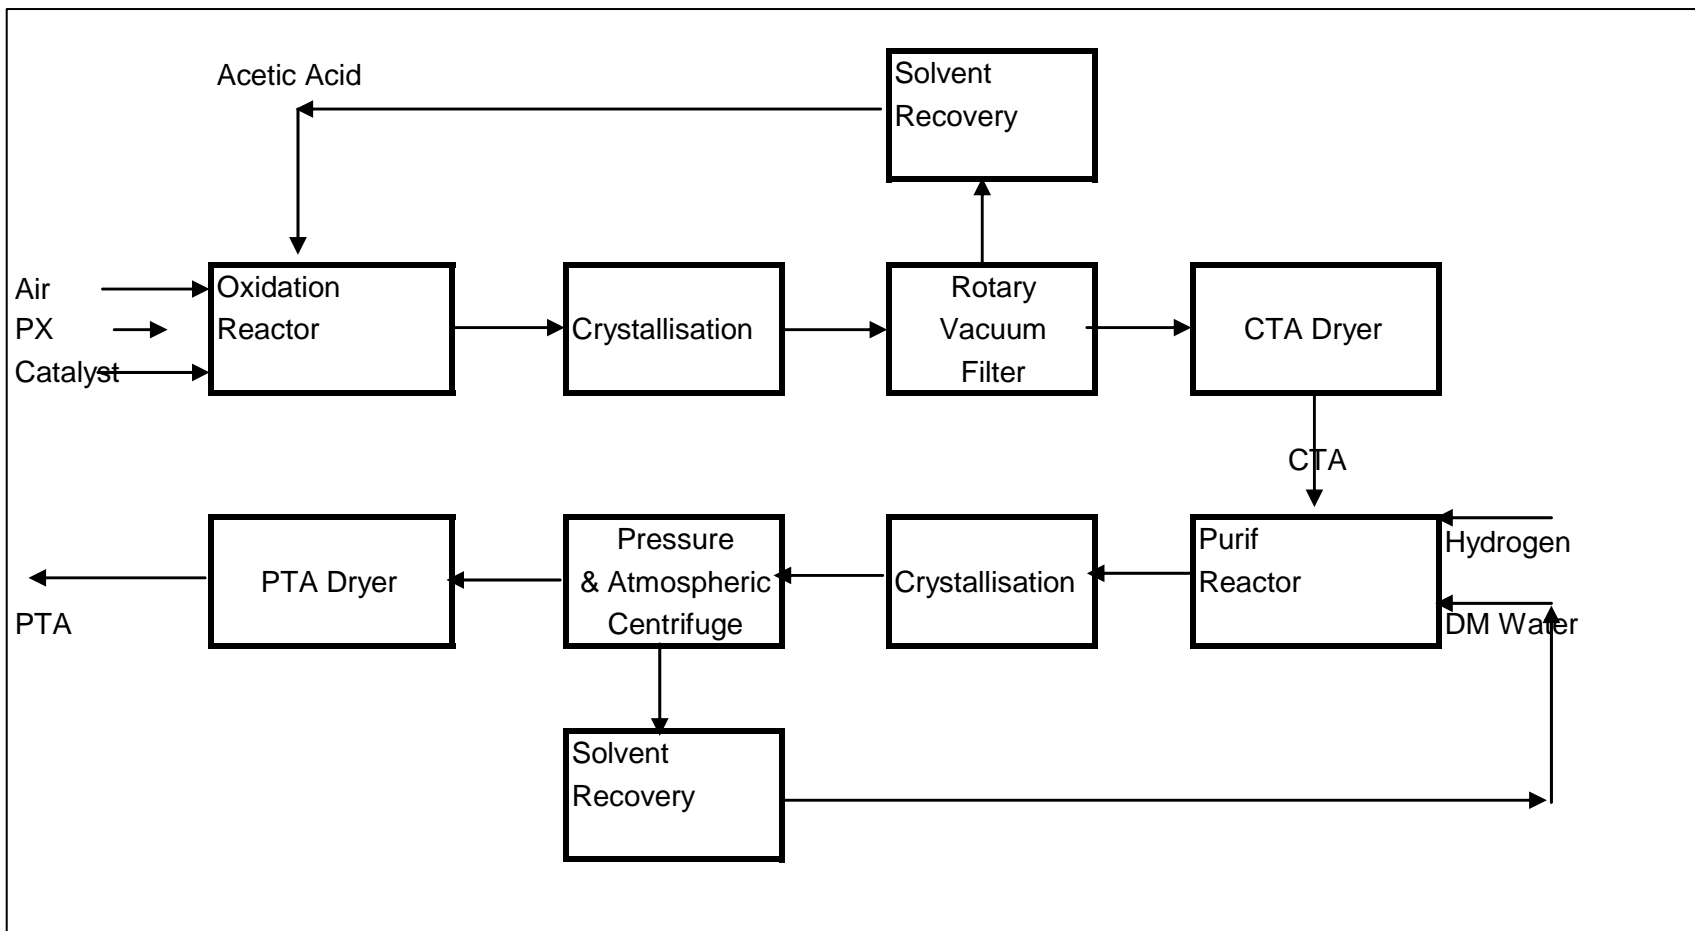 Acetic Acid
Solvent
Recovery
Air
PX
Catalyst
Oxidation
Reactor
Crystallisation
Rotary
Vacuum
Filter
CTA Dryer
CTA
PTA
PTA Dryer
Pressure
& Atmospheric
Centrifuge
Crystallisation
Purif
Reactor
Hydrogen
DM Water
Solvent
Recovery